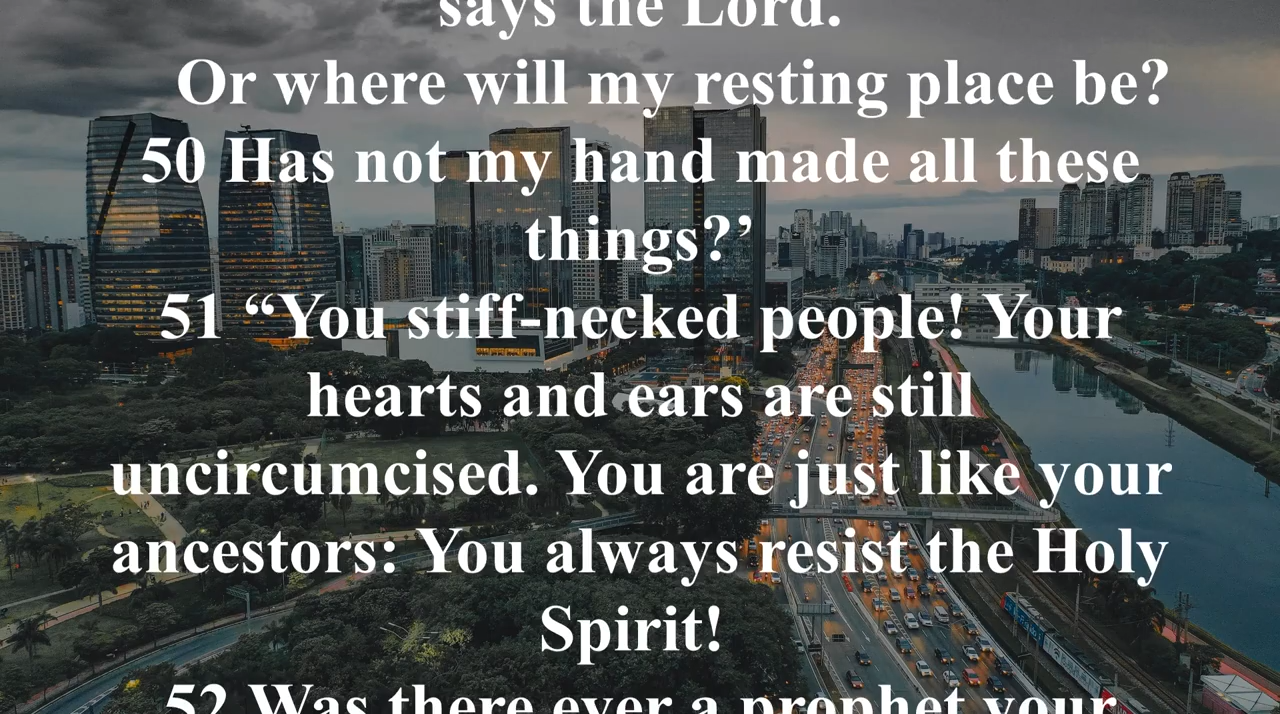 says the Lord.
Or where will my resting place be?
50 Has not my hand made all these
things?’
51 “You stiff-necked people! Your
hearts and ears are still
uncircumcised. You are just like your
ancestors: You always resist the Holy
Spirit!
52 Was there ever a prophet your